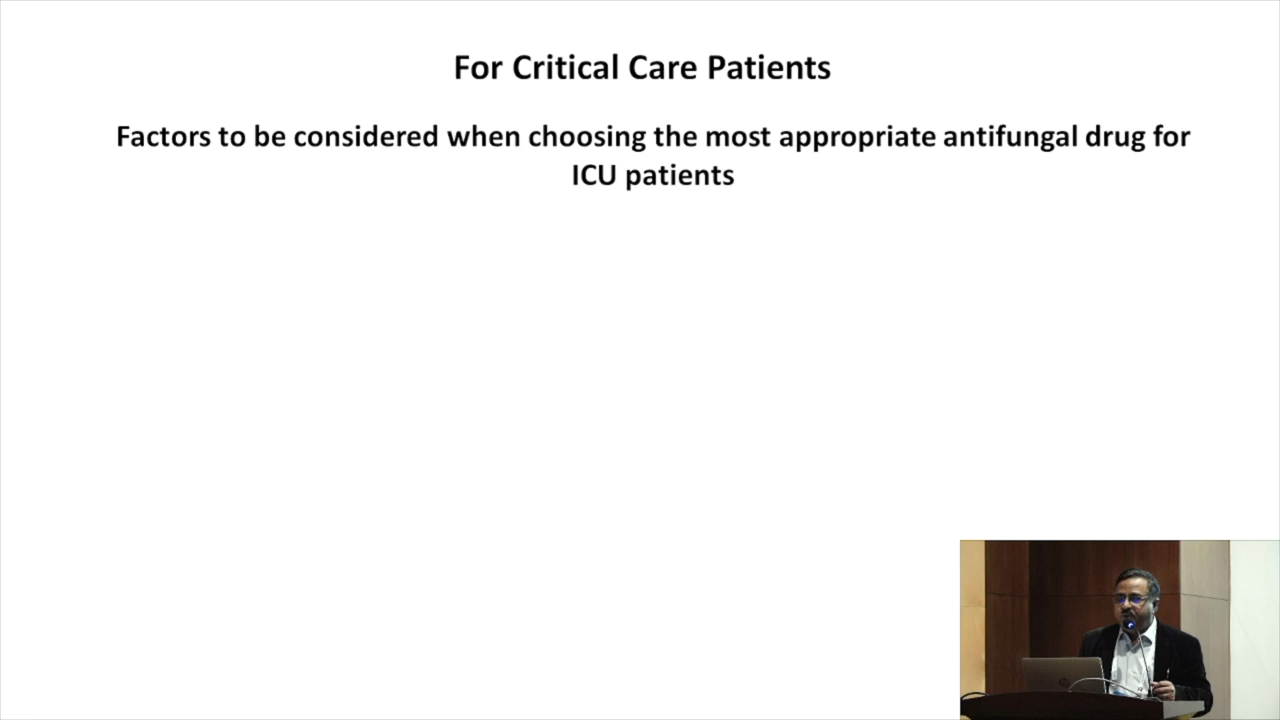 For Critical Care Patients
Factors to be considered when choosing the most appropriate antifungal drug for
ICU patients